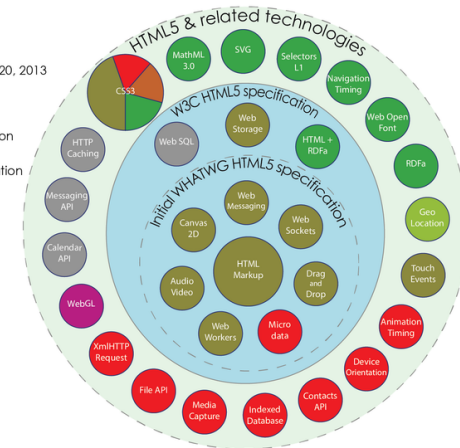 HTML5 & related technologies
20, 2013
on
tion
CSS3
MathML
3.0
SVG
Selectors
L1
Navigation
Timing
Web Open
Font
RDFa
Geo
Location
Touch
Events
Animation
Timing
Device
Orientation
Contacts
API
Indexed
Database
Media
Capture
File API
XmlHTTP
Request
WebGL
Calendar
API
Messaging
API
HTTP
Caching
W3C HTML5 specification
Web SQL
Web
Storage
HTML +
RDFa
Initial WHATWG HTML5 specification
Web
Messaging
Canvas
2D
Web
Sockets
HTML
Markup
Audio
Video
Drag
and
Drop
Web
Workers
Micro
data